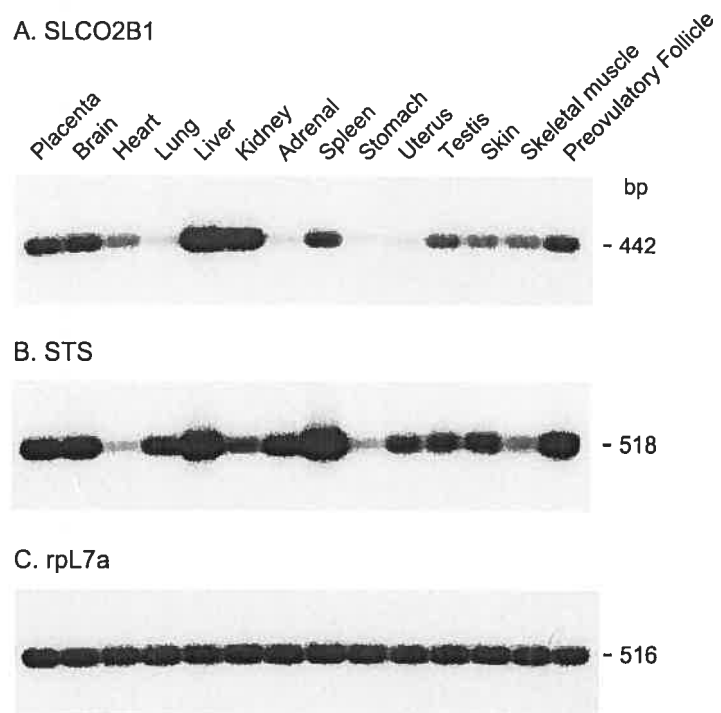 A. SLCO2B1
Placenta
Brain
Heart
Lung
Liver
Kidney
Adrenal
Spleen
Stomach
Uterus
Testis
Skin
Skeletal muscle
Preovulatory Follicle
bp
- 442
B. STS
- 518
C. rpL7a
- 516